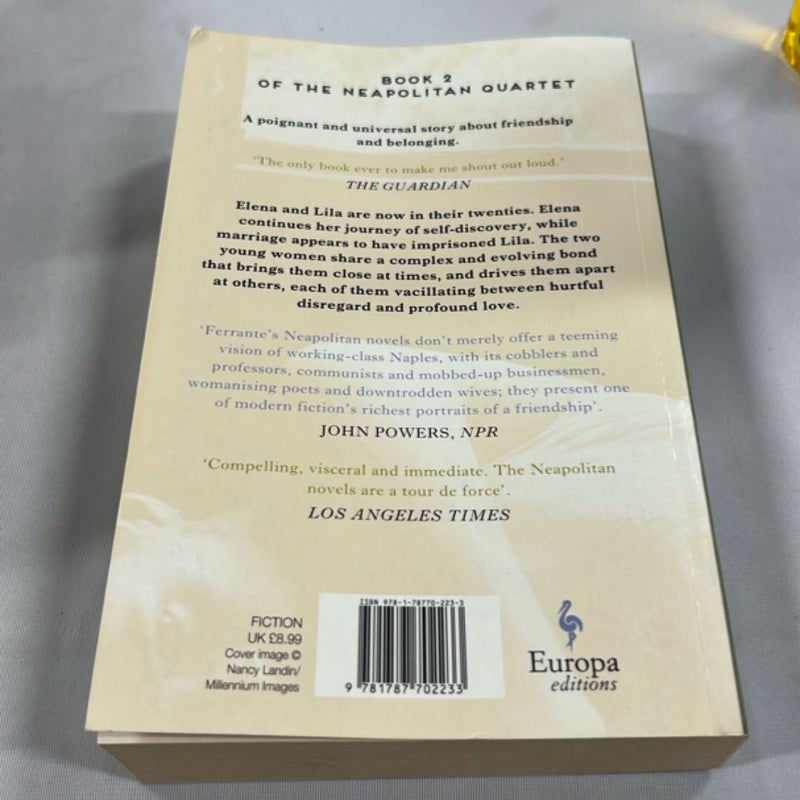 BOOK 2
OF THE NEAPOLITAN QUARTET
A poignant and universal story about friendship
and belonging.
'The only book ever to make me shout out loud.'
THE GUARDIAN
Elena and Lila are now in their twenties. Elena
continues her journey of self-discovery, while
marriage appears to have imprisoned Lila. The two
young women share a complex and evolving bond
that brings them close at times, and drives them apart
at others, each of them vacillating between hurtful
disregard and profound love.
'Ferrante's Neapolitan novels don't merely offer a teeming
vision of working-class Naples, with its cobblers and
professors, communists and mobbed-up businessmen,
womanising poets and downtrodden wives; they present one
of modern fiction's richest portraits of a friendship'.
JOHN POWERS, NPR
'Compelling, visceral and immediate. The Neapolitan
novels are a tour de force'.
LOS ANGELES TIMES
FICTION
UK £8.99
Cover image ©
Nancy Landin/
Millennium Images
ISBN 978-1-78770-223-3
9 781787 702233
Europa
editions